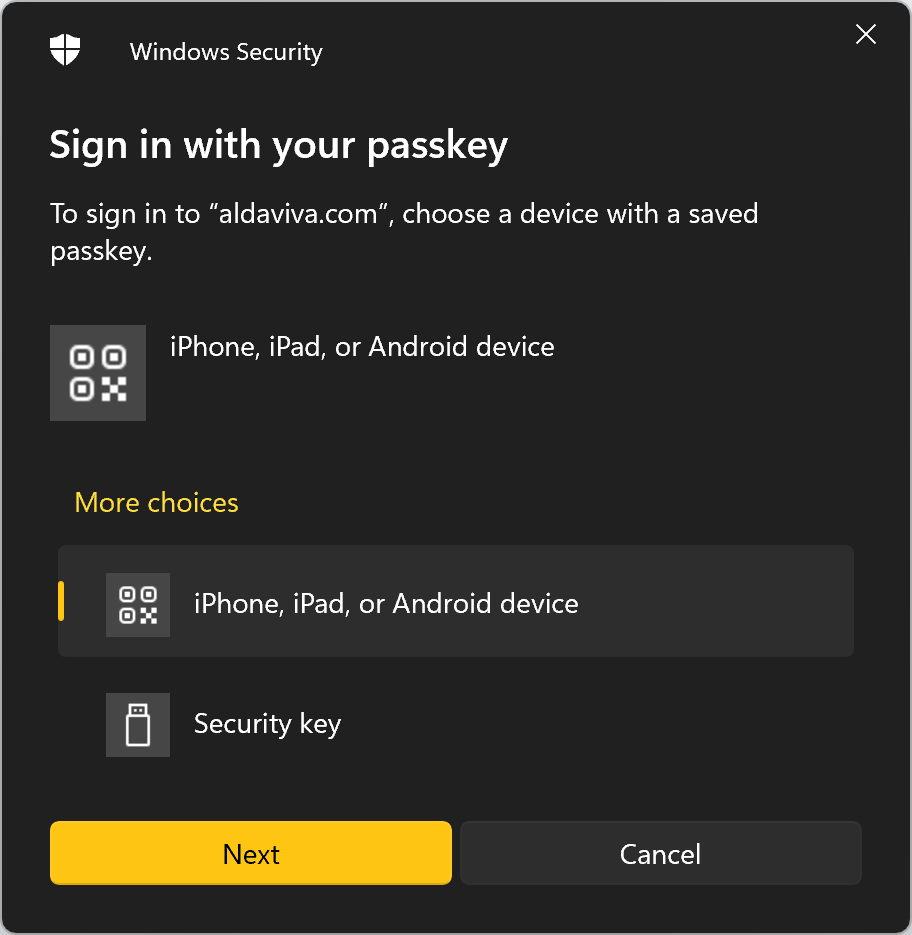 Windows Security
Sign in with your passkey
To sign in to “aldaviva.com”, choose a device with a saved
passkey.
iPhone, iPad, or Android device
More choices
iPhone, iPad, or Android device
Security key
Next
Cancel